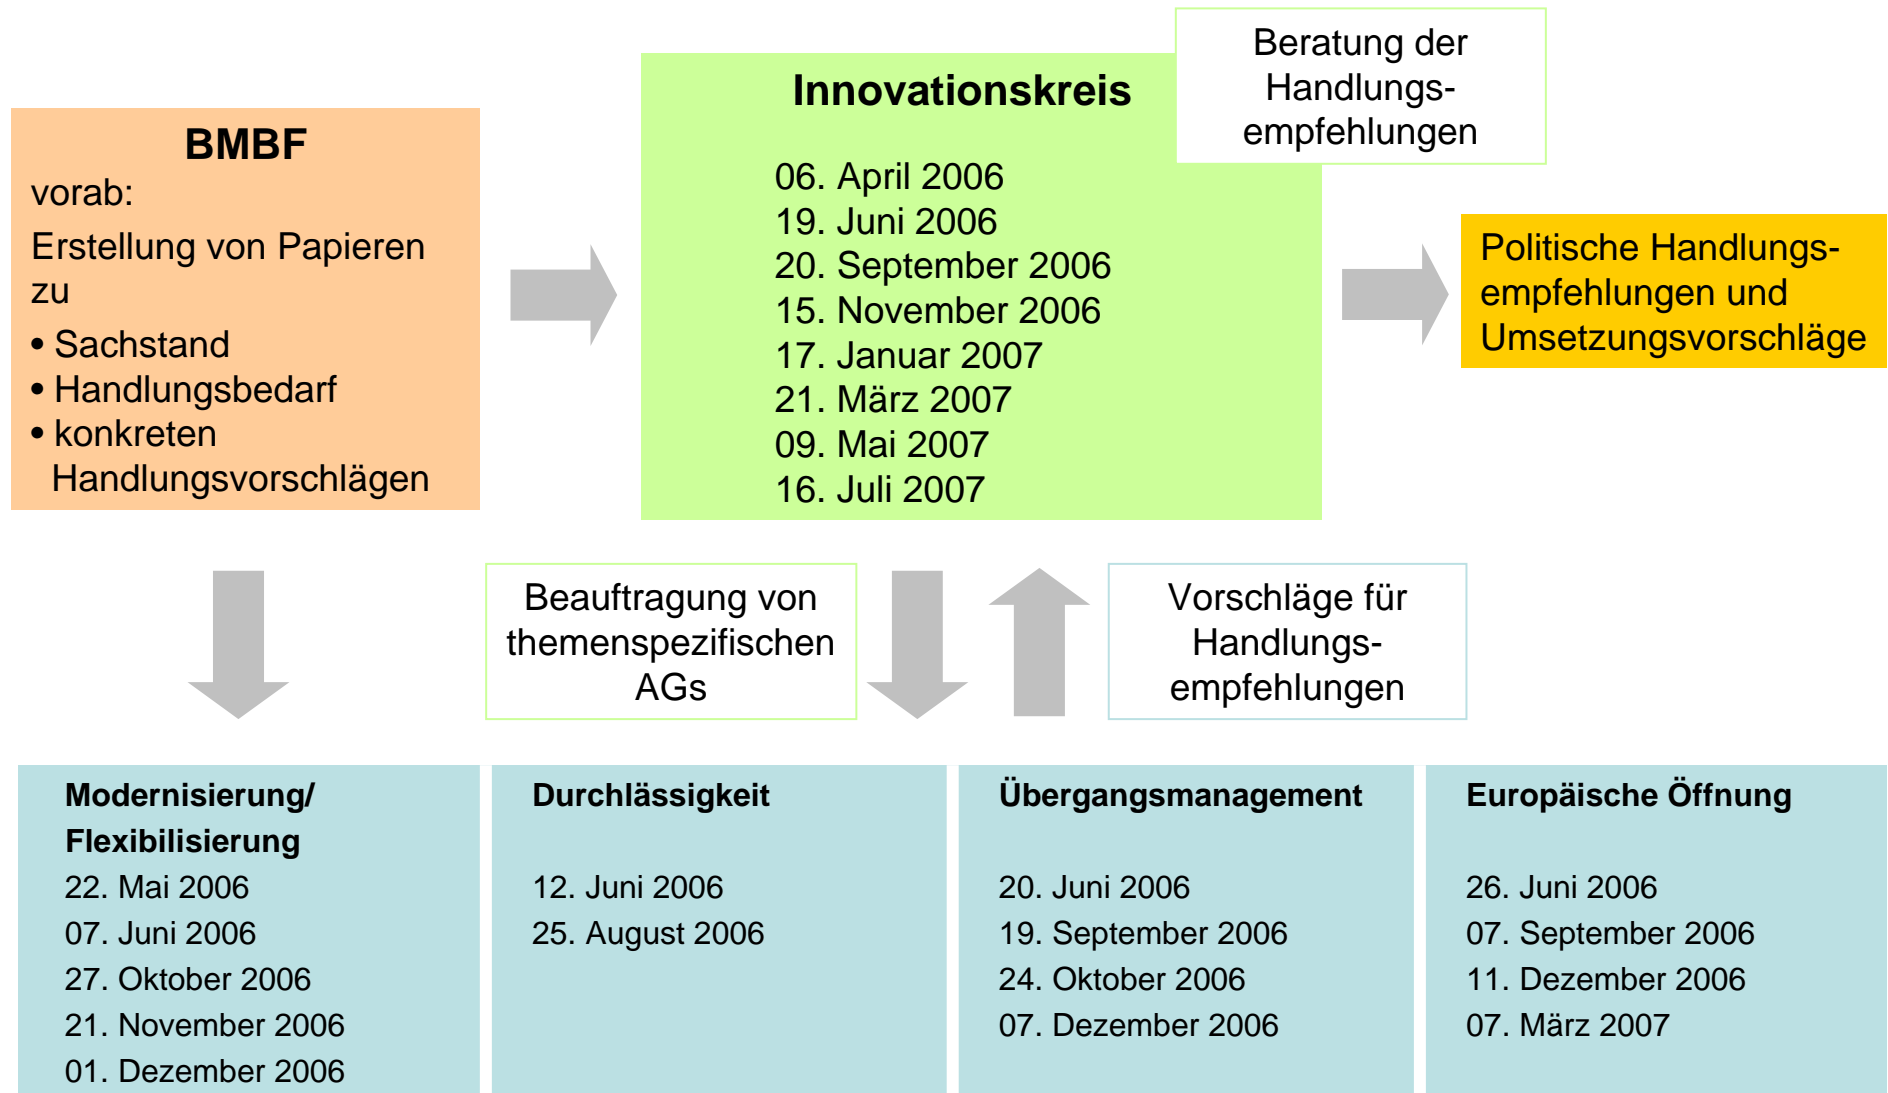 BMBF
vorab:
Erstellung von Papieren
zu
• Sachstand
• Handlungsbedarf
• konkreten
Handlungsvorschlägen
Innovationskreis
06. April 2006
19. Juni 2006
20. September 2006
15. November 2006
17. Januar 2007
21. März 2007
09. Mai 2007
16. Juli 2007
Beratung der
Handlungs-
empfehlungen
Politische Handlungs-
empfehlungen und
Umsetzungsvorschläge
Beauftragung von
themenspezifischen
AGs
Vorschläge für
Handlungs-
empfehlungen
Modernisierung/
Flexibilisierung
22. Mai 2006
07. Juni 2006
27. Oktober 2006
21. November 2006
01. Dezember 2006
Durchlässigkeit
12. Juni 2006
25. August 2006
Übergangsmanagement
20. Juni 2006
19. September 2006
24. Oktober 2006
07. Dezember 2006
Europäische Öffnung
26. Juni 2006
07. September 2006
11. Dezember 2006
07. März 2007